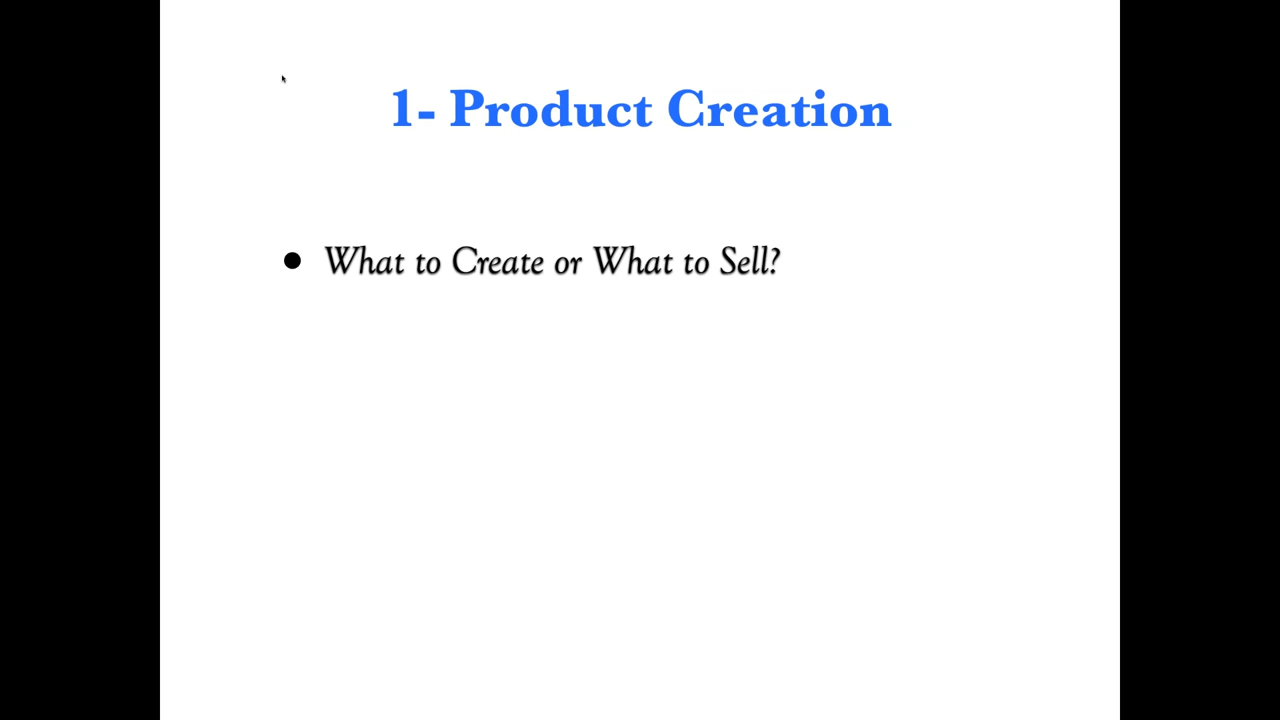 1- Product Creation
• What to Create or What to Sell?